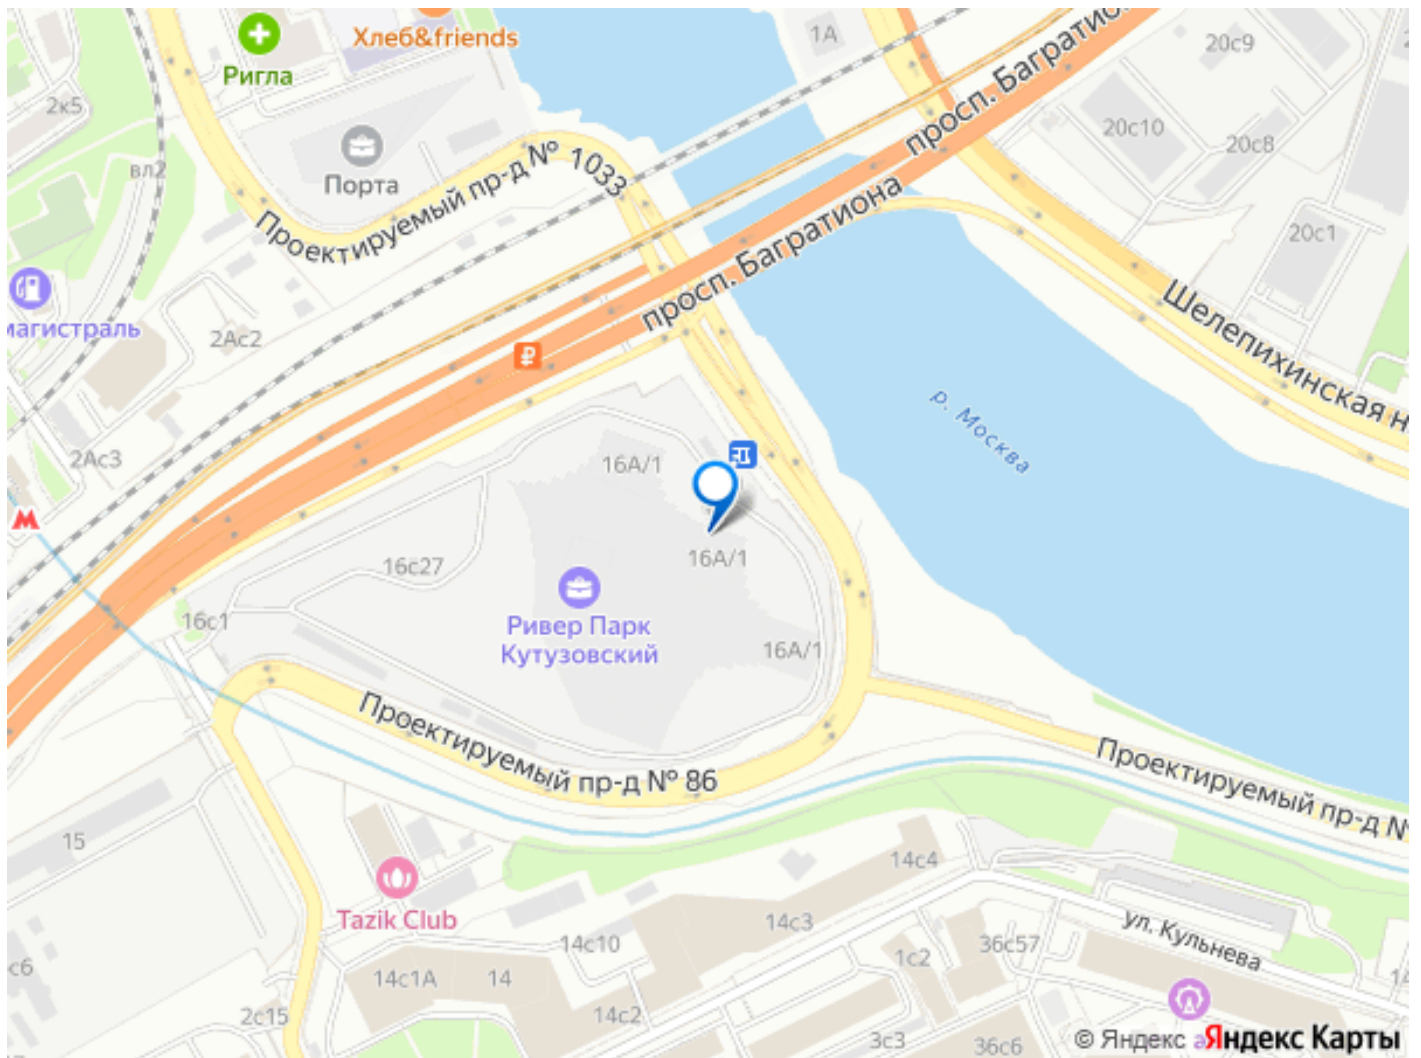 Хлеб&friends
1А
20с9
Ригла
2к5
20с10
20с8
просп. Баграти
Порта
вл2
Проектируемый пр-д № 1033
20с1
просп. Багратиона
магистраль
2Ас2
Шелепихинская н
р. Москва
2Ас3
16А/1
16А/1
16с27
16с1
Ривер Парк
Кутузовский
16А/1
Проектируемый пр-д № 86
Проектируемый пр-д №
15
14с4
Tazik Club
14с3
ул. Кульнева
14с10
36с57
1с2
с6
14с1А
14
14
2с15
14с2
3с3
36с6
© Яндекс
Яндекс Карты